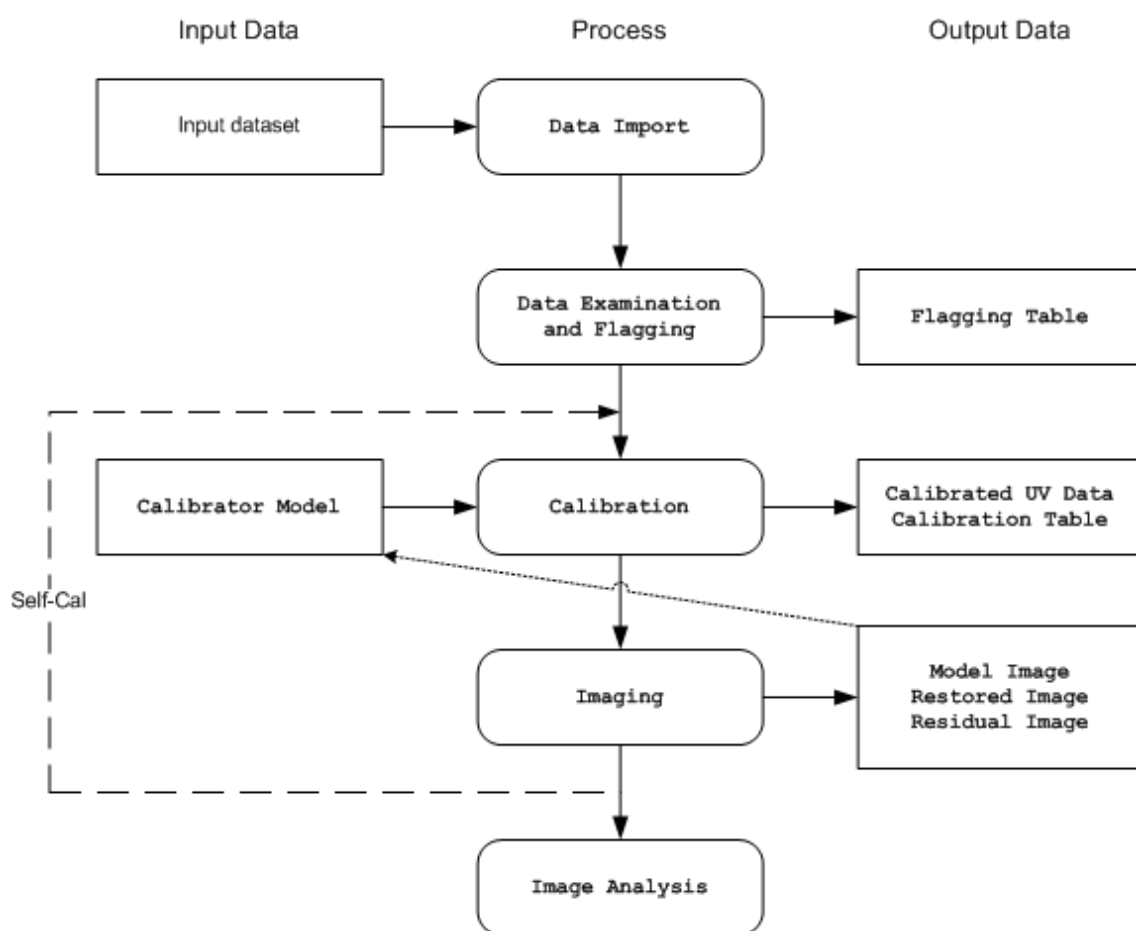 Input Data
Process
Output Data
Input dataset
Data Import
Data Examination
and Flagging
Flagging Table
Calibrator Model
Calibration
Calibrated UV Data
Calibration Table
Self-Cal
Imaging
Model Image
Restored Image
Residual Image
Image Analysis